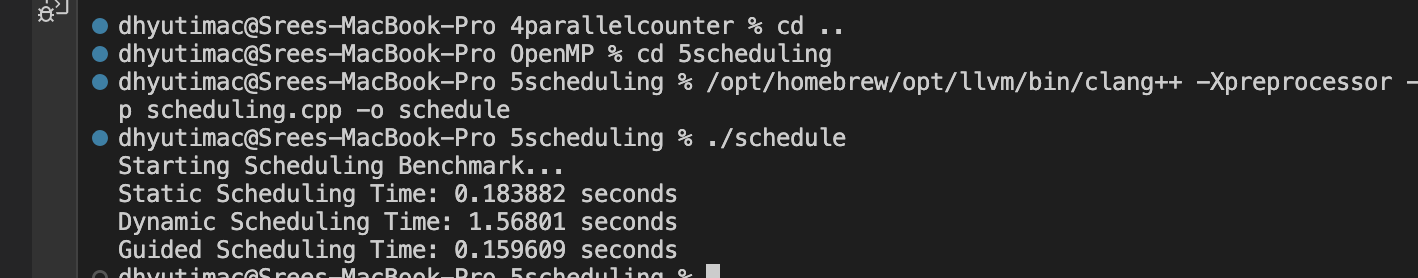 dhyutimac@Srees-MacBook-Pro 4parallelcounter % cd ..
dhyutimac@Srees-MacBook-Pro OpenMP % cd 5scheduling
dhyutimac@Srees-MacBook-Pro 5scheduling % /opt/homebrew/opt/llvm/bin/clang++ -Xpreprocessor -
p scheduling.cpp -o schedule
dhyutimac@Srees-MacBook-Pro 5scheduling % ./schedule
Starting Scheduling Benchmark...
Static Scheduling Time: 0.183882 seconds
Dynamic Scheduling Time: 1.56801 seconds
Guided Scheduling Time: 0.159609 seconds
dhyutimac@Srees-MacBook-Pro 5scheduling %